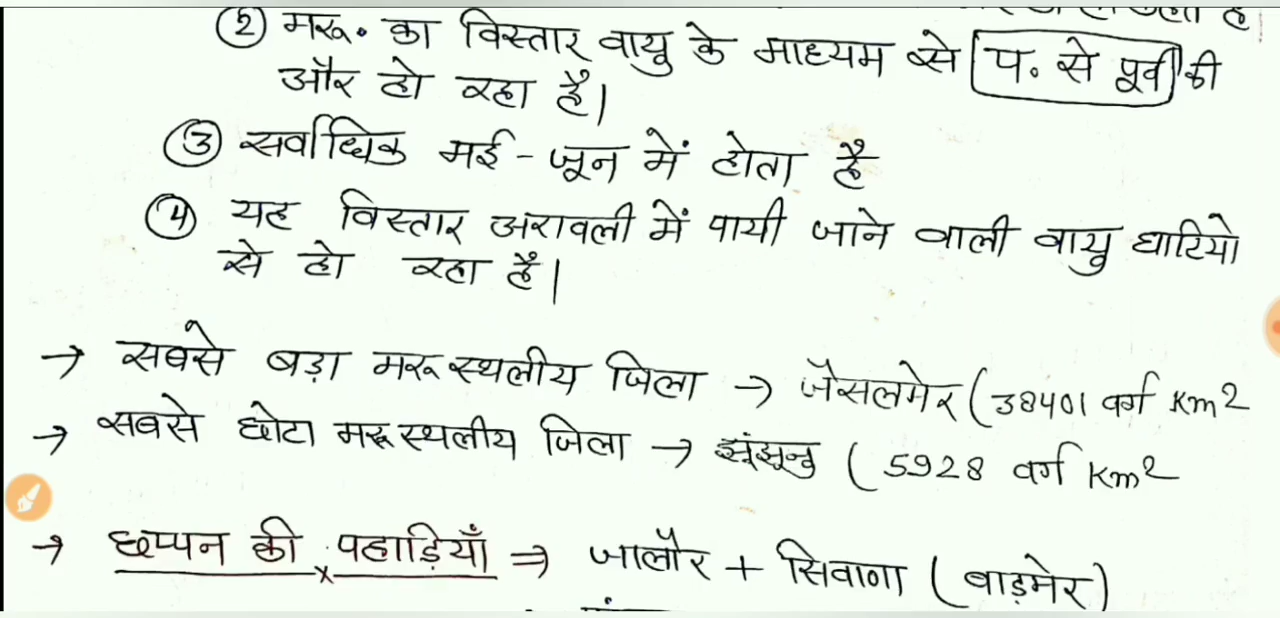 ② मरू. का विस्तार वायु के माध्यम से प. से पूर्व की
और हो रहा है।
③ सर्वाधिक मई - जून में होता है
④ यह विस्तार अरावली में पायी जाने वाली वायु घाटियो
से हो रहा है।
→ सबसे बड़ा मरूस्थलीय जिला → जैसलमेर (38401 वर्ग Km2
→ सबसे छोटा मरूस्थलीय जिला → झूंझूनु ( 5928 वर्ग Km2
→ छप्पन की पहाड़ियाँ ⇒ जालौर + सिवाणा ( बाड़मेर)